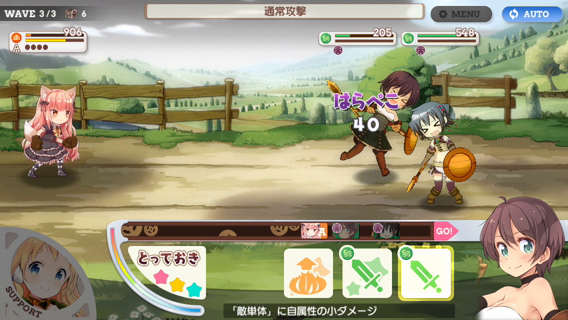 WAVE 3/3 6
通常攻撃
MENU
AUTO
906
A
205
548
はらぺこ
40
GO!
とっておき
SUPPORT
「敵単体」に自属性の小ダメージ